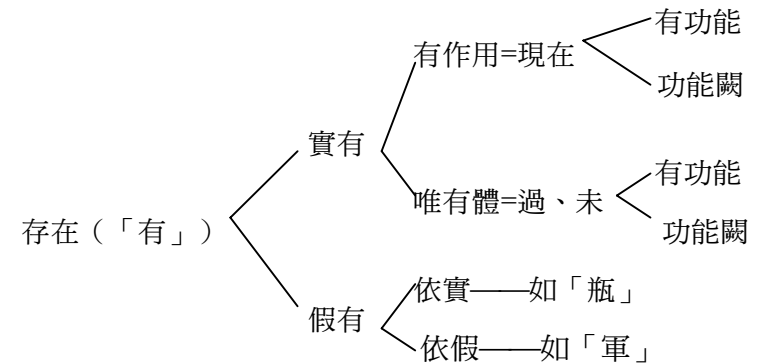 有功能
有作用=現在
功能闕
實有
有功能
唯有體=過、未
功能闕
存在（「有」）
依實——如「瓶」
假有
依假——如「軍」